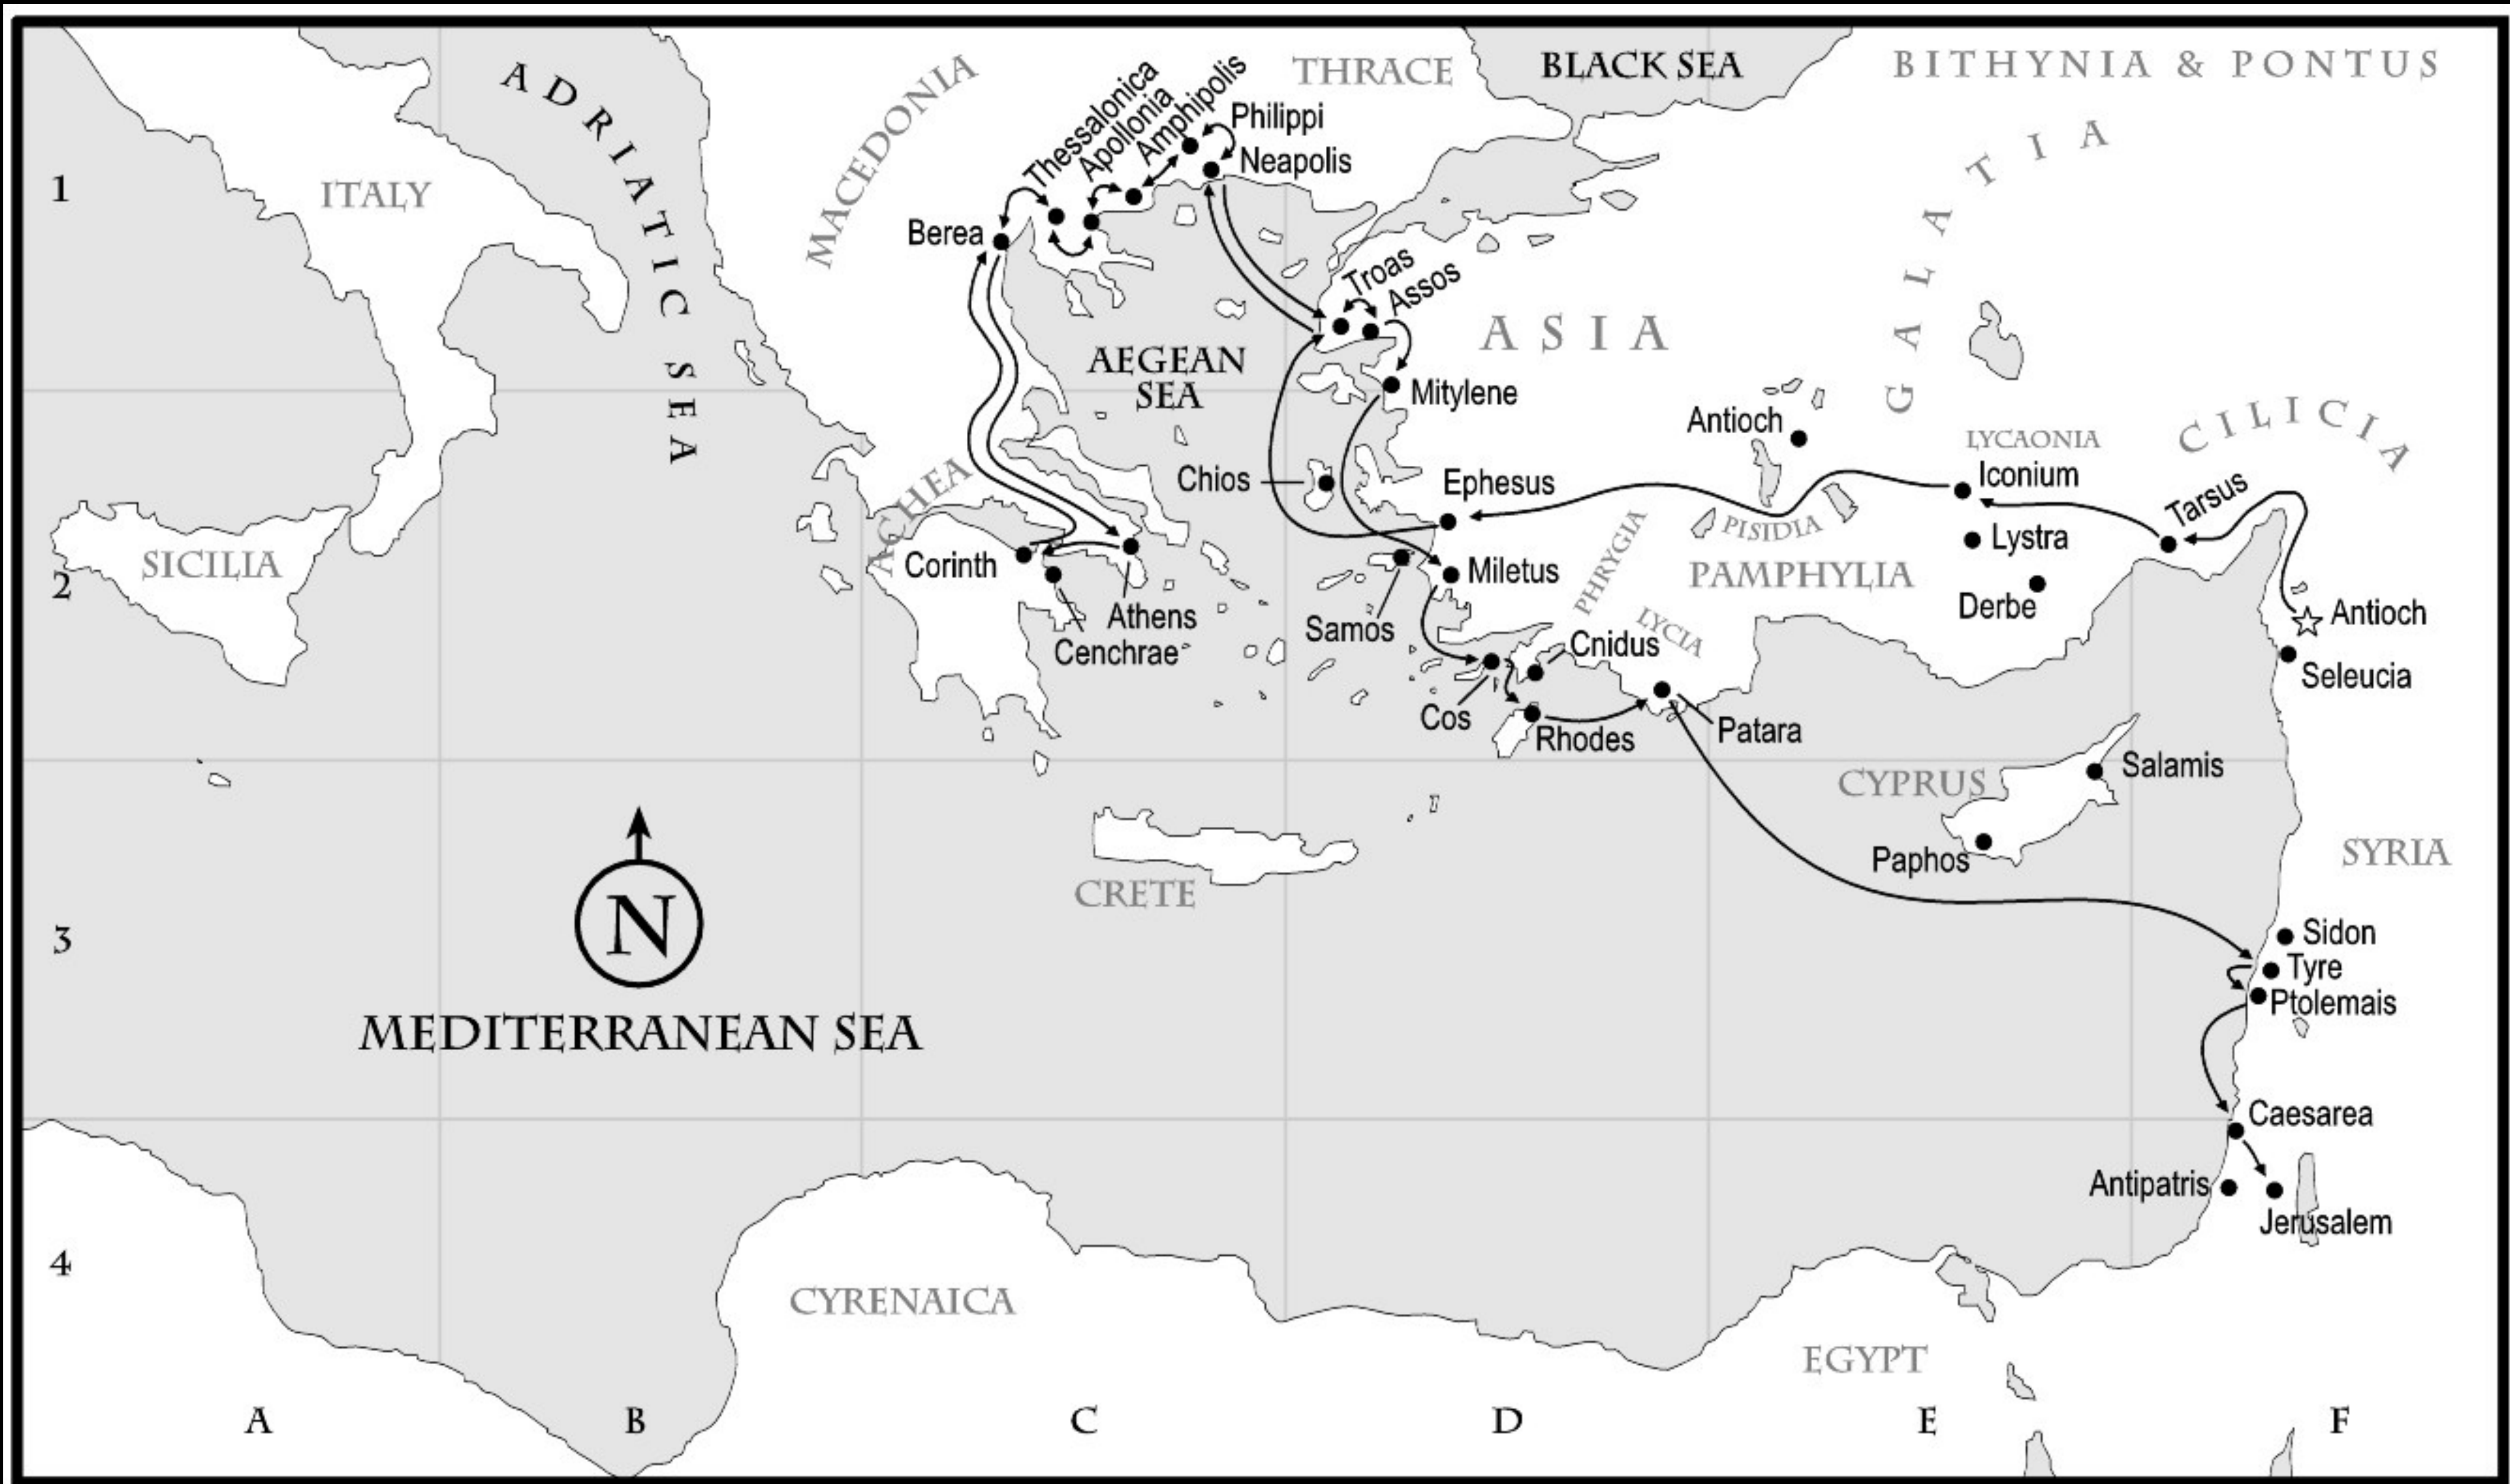 ADRIATIC SEA
MACEDONIA
Thessalonica
Apollonia
Amphipolis
Philippi
Neapolis
THRACE
BLACK SEA
BITHYNIA & PONTUS
GALATIA
1
ITALY
Berea
Troas
Assos
ASIA
AEGEAN
SEA
Mitylene
Antioch
LYCAONIA
CILICIA
Chios
Ephesus
Iconium
Tarsus
ACHEA
PHRYGIA
PISIDIA
Lystra
SICILIA
2
Corinth
Athens
Cenchrae
Samos
Miletus
PAMPHYLIA
Derbe
LYCIA
Cnidus
Antioch
Seleucia
Cos
Rhodes
Patara
CYPRUS
Salamis
Paphos
SYRIA
CRETE
N
3
MEDITERRANEAN SEA
Sidon
Tyre
Ptolemais
Caesarea
Antipatris
Jerusalem
4
CYRENAICA
EGYPT
A B C D E F